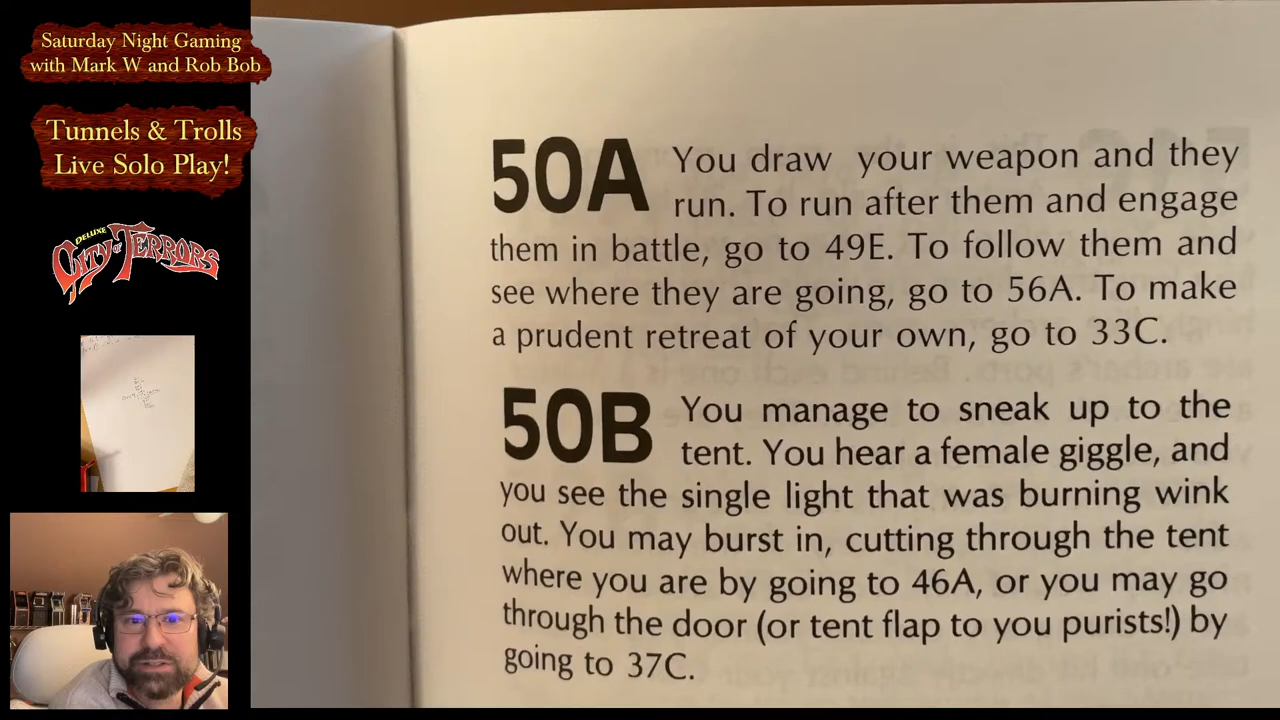 Saturday Night Gaming
with Mark W and Rob Bob
Tunnels & Trolls
Live Solo Play!
DELUXE
CITY OF TERRORS
50A You draw your weapon and they
run. To run after them and engage
them in battle, go to 49E. To follow them and
see where they are going, go to 56A. To make
a prudent retreat of your own, go to 33C.
50B You manage to sneak up to the
tent. You hear a female giggle, and
you see the single light that was burning wink
out. You may burst in, cutting through the tent
where you are by going to 46A, or you may go
through the door (or tent flap to you purists!) by
going to 37C.